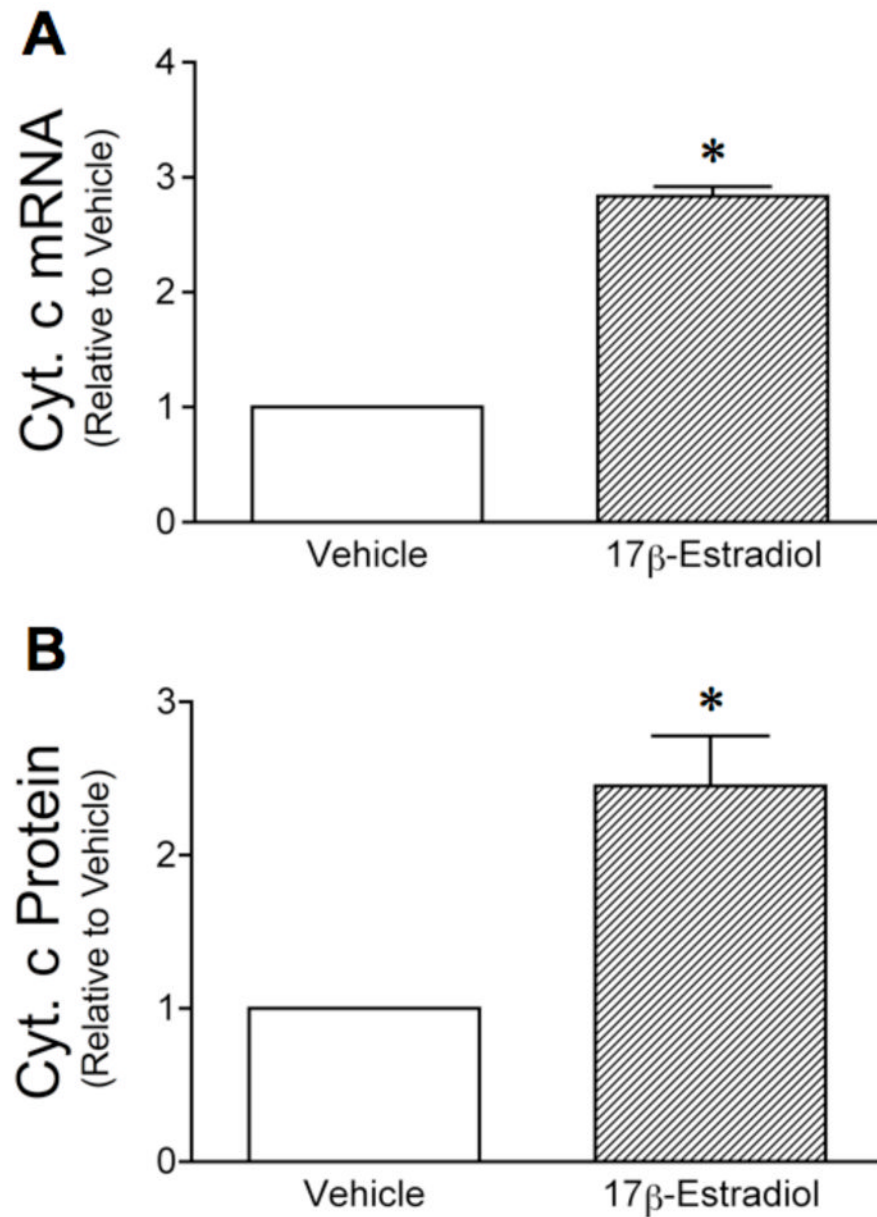 A
Cyt. c mRNA
(Relative to Vehicle)
4
3
2
1
0
*
Vehicle
17β-Estradiol
B
Cyt. c Protein
(Relative to Vehicle)
3
2
1
0
*
Vehicle
17β-Estradiol